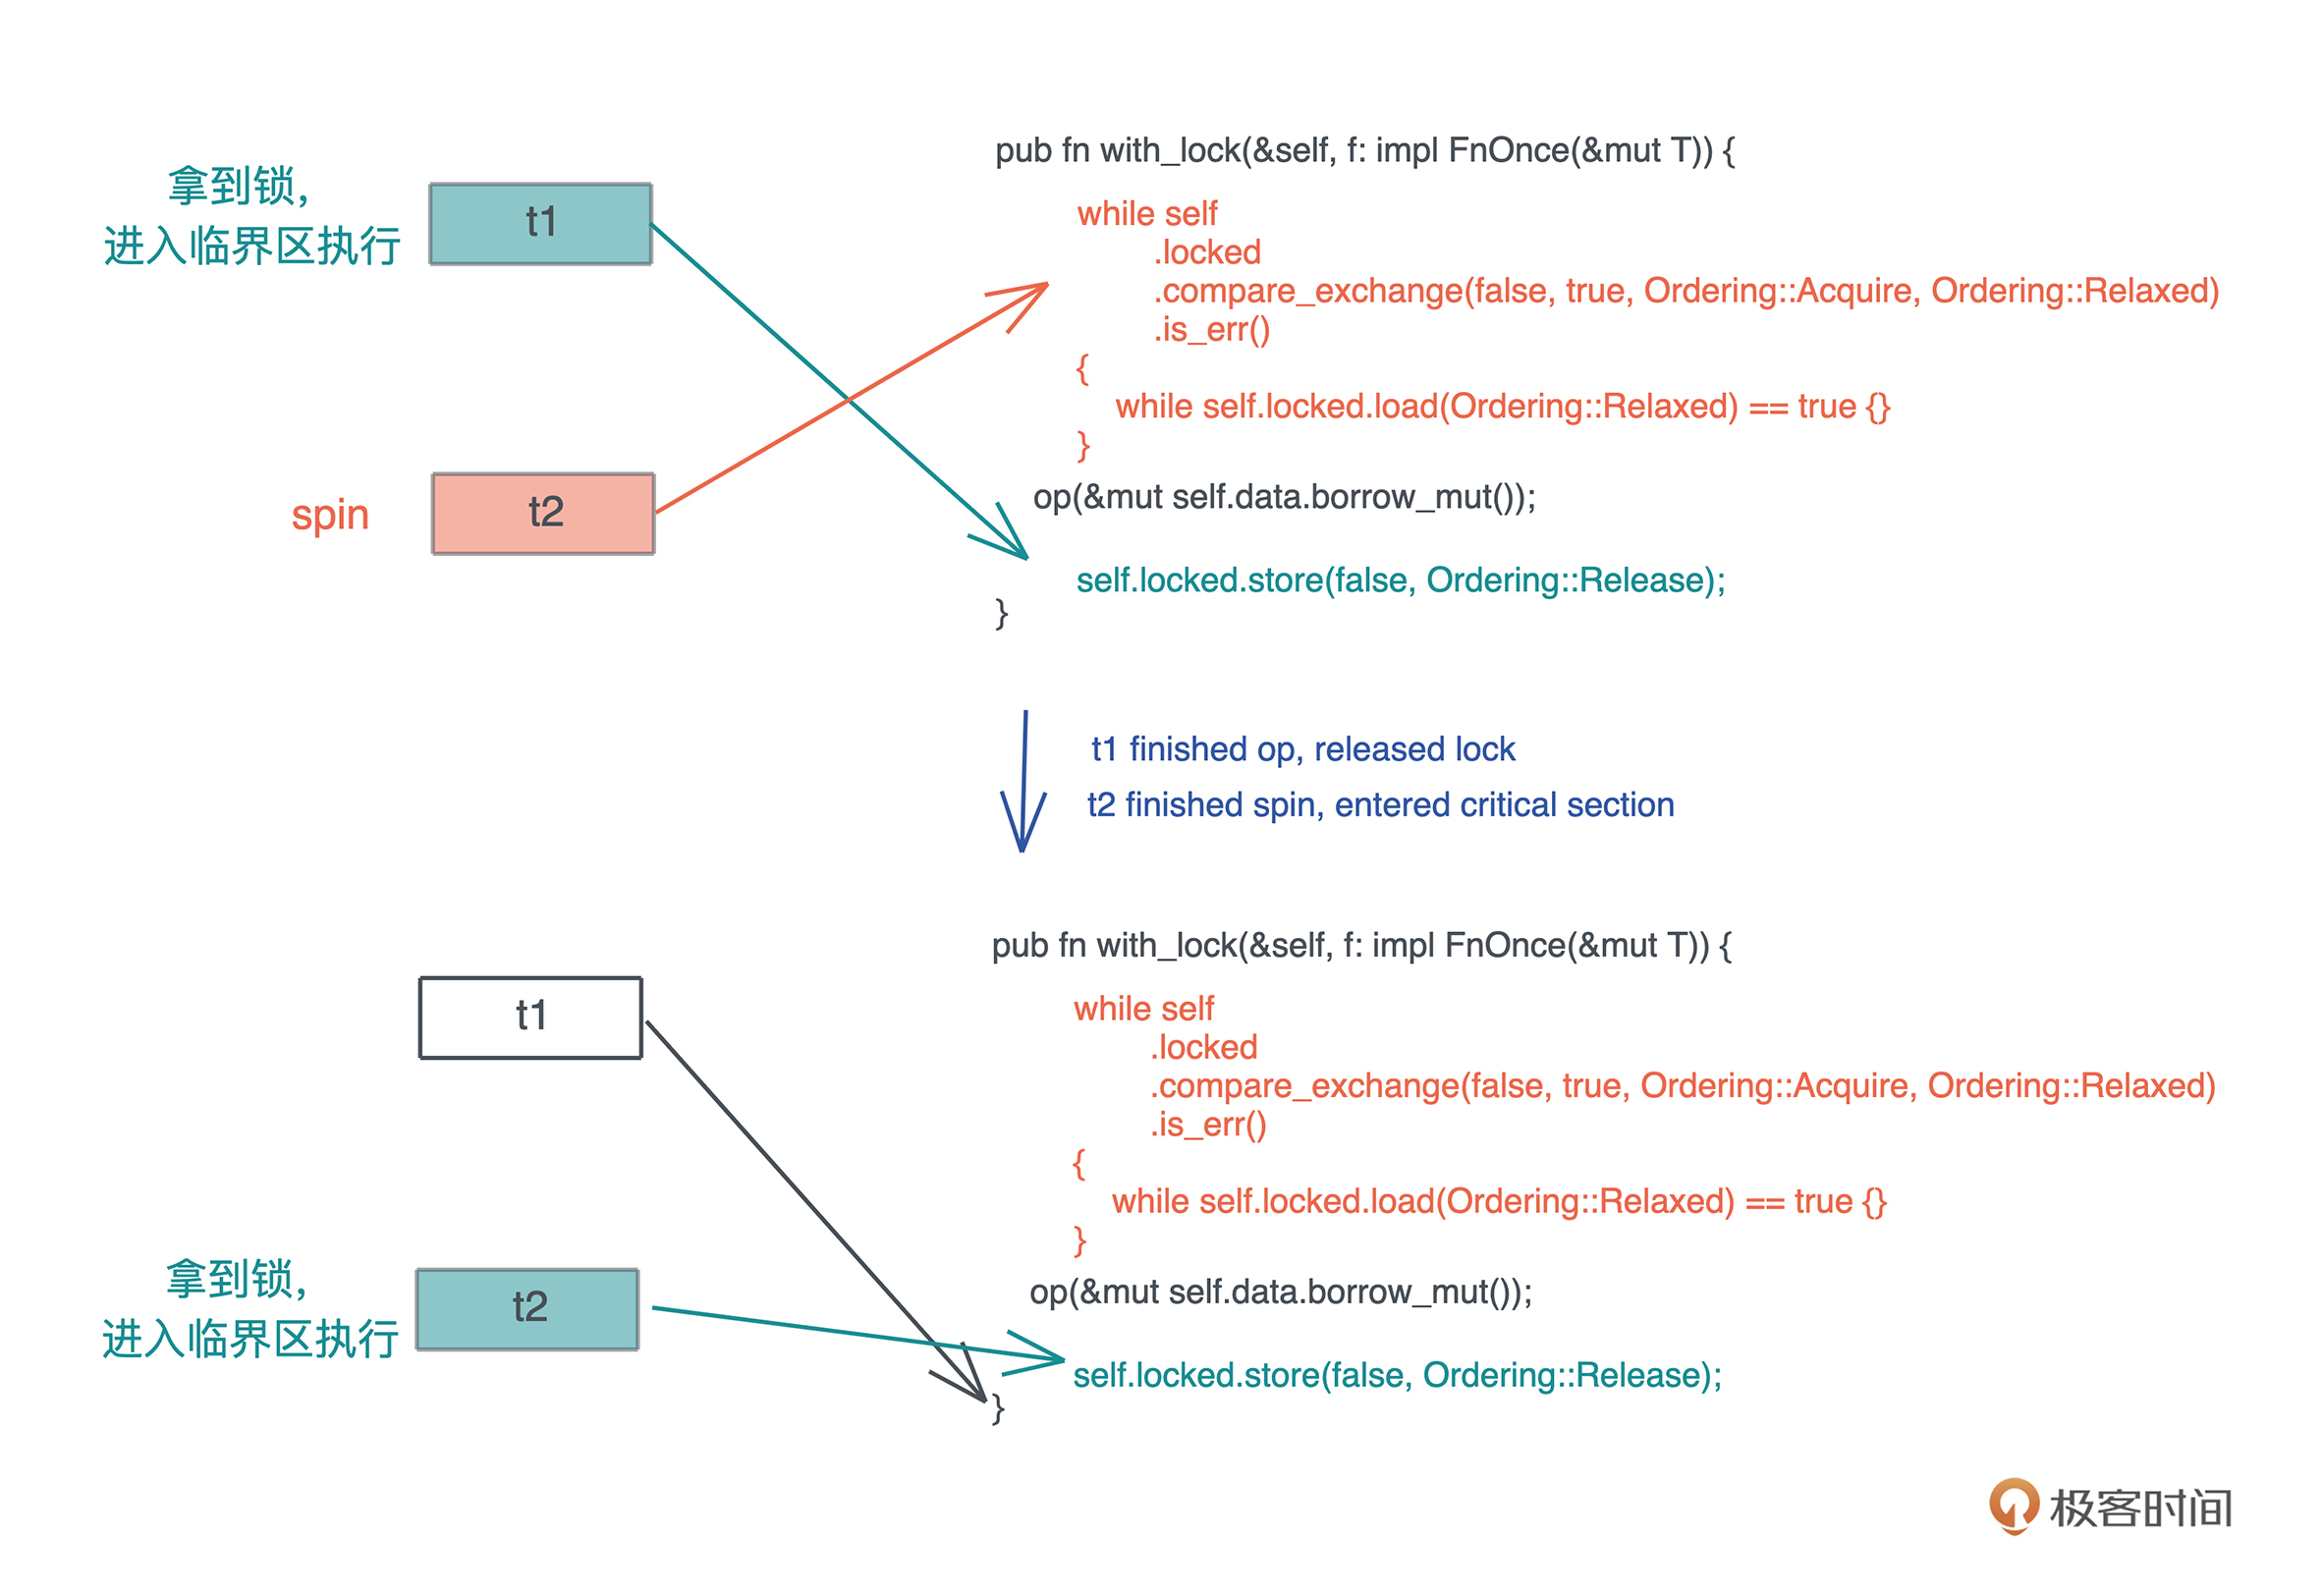 拿到锁，
进入临界区执行
t1
spin
t2
pub fn with_lock(&self, f: impl FnOnce(&mut T)) {
while self
.locked
.compare_exchange(false, true, Ordering::Acquire, Ordering::Relaxed)
.is_err()
{
while self.locked.load(Ordering::Relaxed) == true {}
}
op(&mut self.data.borrow_mut());
self.locked.store(false, Ordering::Release);
}
t1 finished op, released lock
t2 finished spin, entered critical section
t1
拿到锁，
进入临界区执行
t2
pub fn with_lock(&self, f: impl FnOnce(&mut T)) {
while self
.locked
.compare_exchange(false, true, Ordering::Acquire, Ordering::Relaxed)
.is_err()
{
while self.locked.load(Ordering::Relaxed) == true {}
}
op(&mut self.data.borrow_mut());
self.locked.store(false, Ordering::Release);
}
极客时间